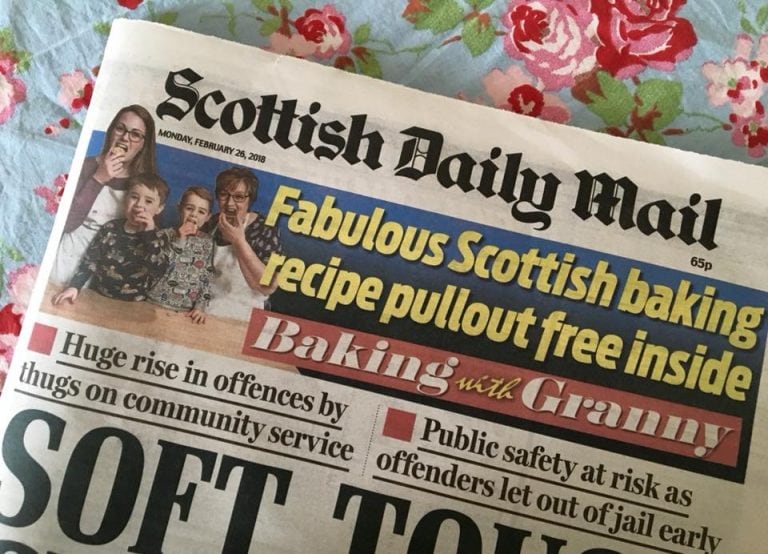 Scottish Daily Mail
MONDAY, FEBRUARY 26, 2018
65p
Fabulous Scottish baking
recipe pullout free inside
Baking with Granny
Huge rise in offences by
thugs on community service
Public safety at risk as
offenders let out of jail early
SOFT